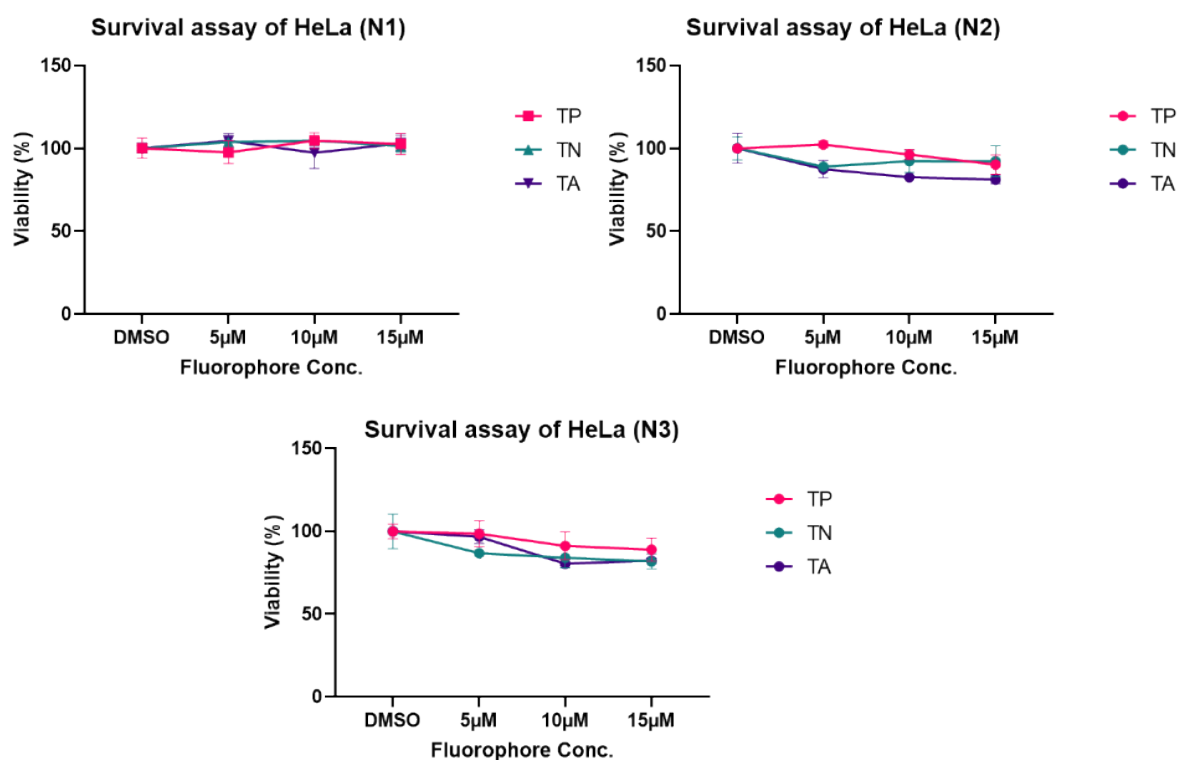 Survival assay of HeLa (N1)
150
100
50
0
Viability (%)
DMSO 5µM 10µM 15µM
Fluorophore Conc.
TP
TN
TA
Survival assay of HeLa (N2)
150
100
50
0
Viability (%)
DMSO 5µM 10µM 15µM
Fluorophore Conc.
TP
TN
TA
Survival assay of HeLa (N3)
150
100
50
0
Viability (%)
DMSO 5µM 10µM 15µM
Fluorophore Conc.
TP
TN
TA